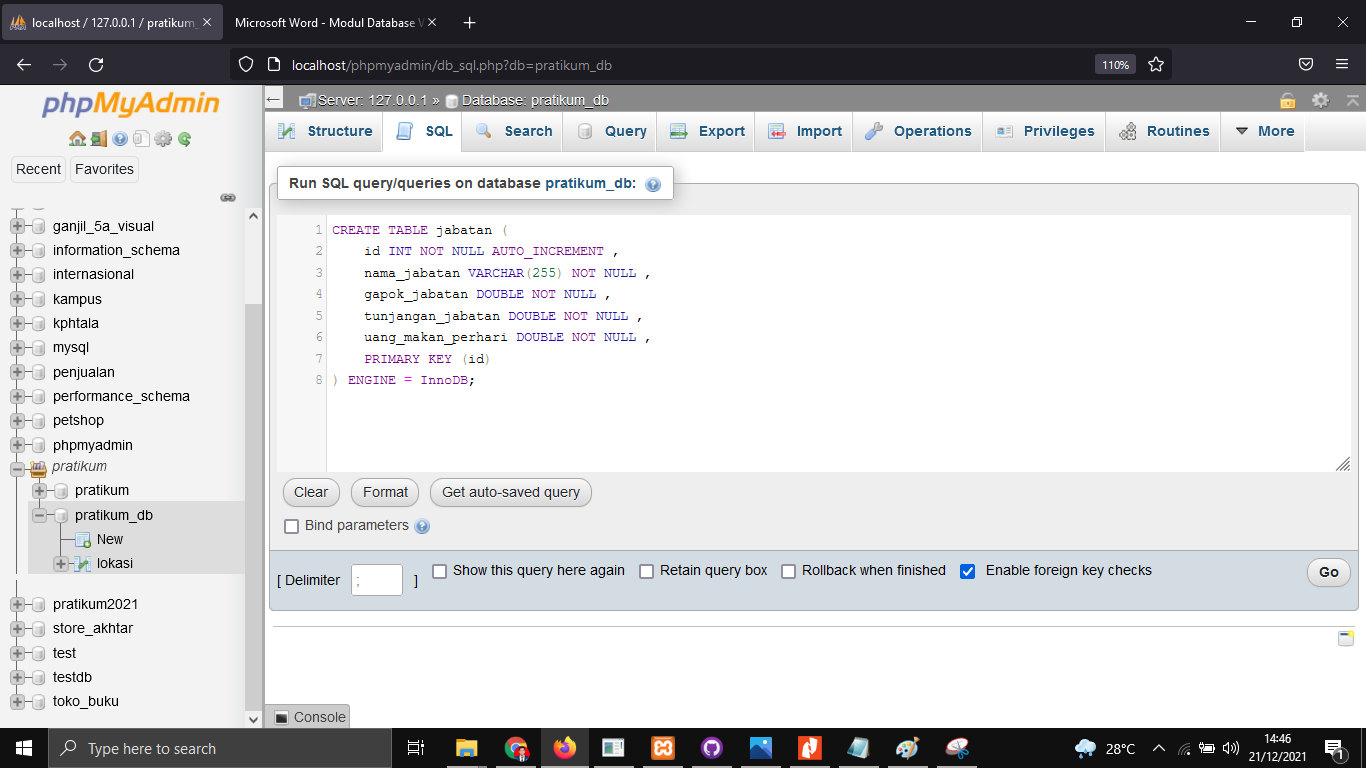 localhost / 127.0.0.1 / pratikum_
Microsoft Word - Modul Database V
localhost/phpmyadmin/db_sql.php?db=pratikum_db
110%
phpMyAdmin
Recent
Favorites
ganjil_5a_visual
information_schema
internasional
kampus
kphtala
mysql
penjualan
performance_schema
petshop
phpmyadmin
pratikum
pratikum
pratikum_db
New
lokasi
pratikum2021
store_akhtar
test
testdb
toko_buku
Server: 127.0.0.1 » Database: pratikum_db
Structure
SQL
Search
Query
Export
Import
Operations
Privileges
Routines
More
Run SQL query/queries on database pratikum_db:
1 CREATE TABLE jabatan (
2 id INT NOT NULL AUTO_INCREMENT ,
3 nama_jabatan VARCHAR(255) NOT NULL ,
4 gapok_jabatan DOUBLE NOT NULL ,
5 tunjangan_jabatan DOUBLE NOT NULL ,
6 uang_makan_perhari DOUBLE NOT NULL ,
7 PRIMARY KEY (id)
8 ) ENGINE = InnoDB;
Clear
Format
Get auto-saved query
Bind parameters
[ Delimiter ; ]
Show this query here again
Retain query box
Rollback when finished
Enable foreign key checks
Go
Console
Type here to search
28°C
14:46
21/12/2021
1